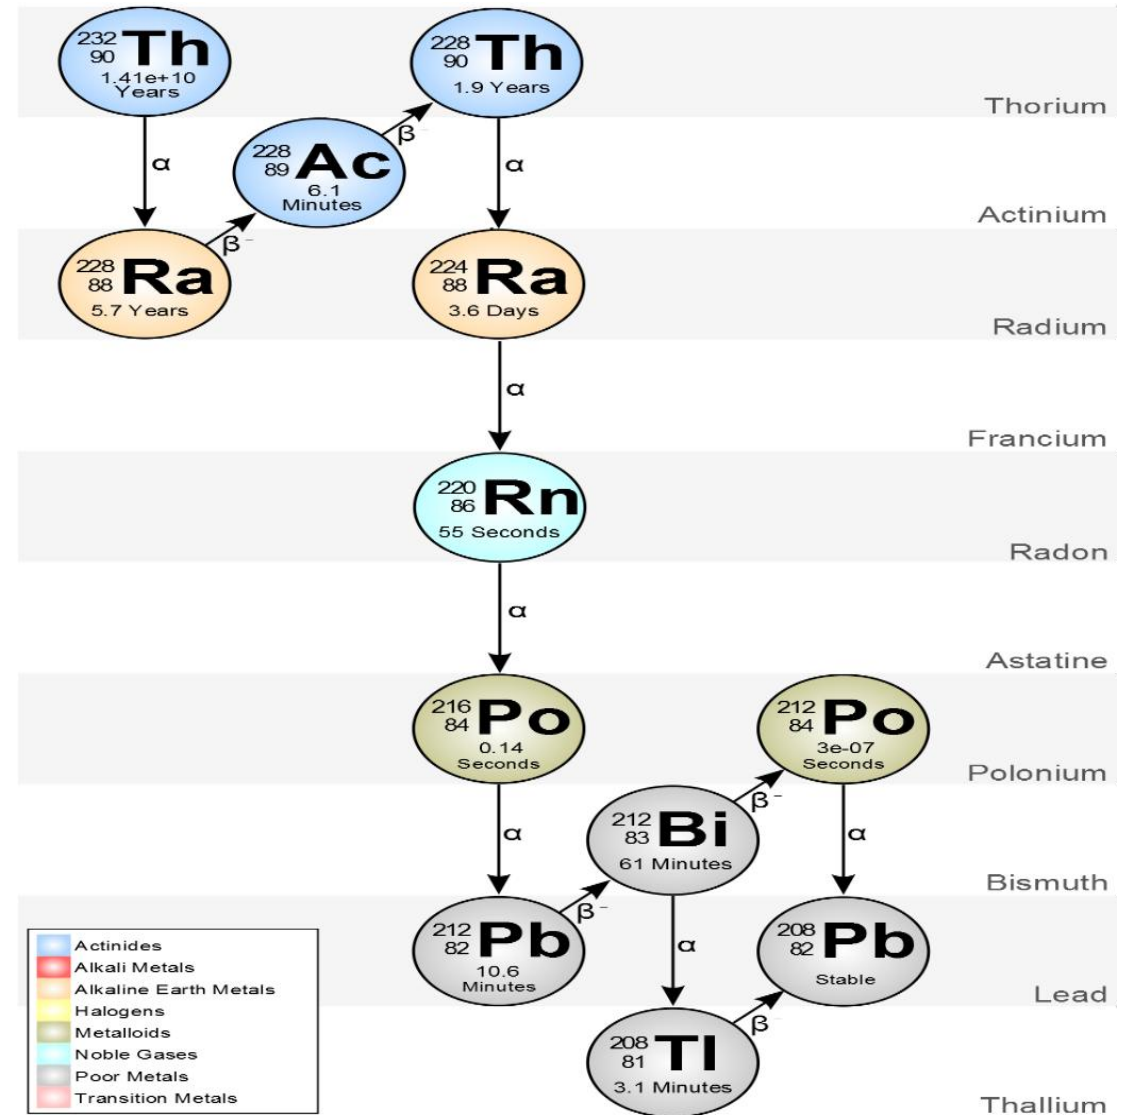 232
90
Th
1.41e+10
Years
228
90
Th
1.9 Years
Thorium
α
β-
228
89
Ac
6.1
Minutes
α
Actinium
β-
228
88
Ra
5.7 Years
224
88
Ra
3.6 Days
Radium
α
Francium
220
86
Rn
55 Seconds
Radon
α
Astatine
216
84
Po
0.14
Seconds
212
84
Po
3e-07
Seconds
Polonium
β-
α
212
83
Bi
61 Minutes
α
Bismuth
β-
212
82
Pb
10.6
Minutes
α
208
82
Pb
Stable
Lead
β-
208
81
Tl
3.1 Minutes
Thallium
Actinides
Alkali Metals
Alkaline Earth Metals
Halogens
Metalloids
Noble Gases
Poor Metals
Transition Metals